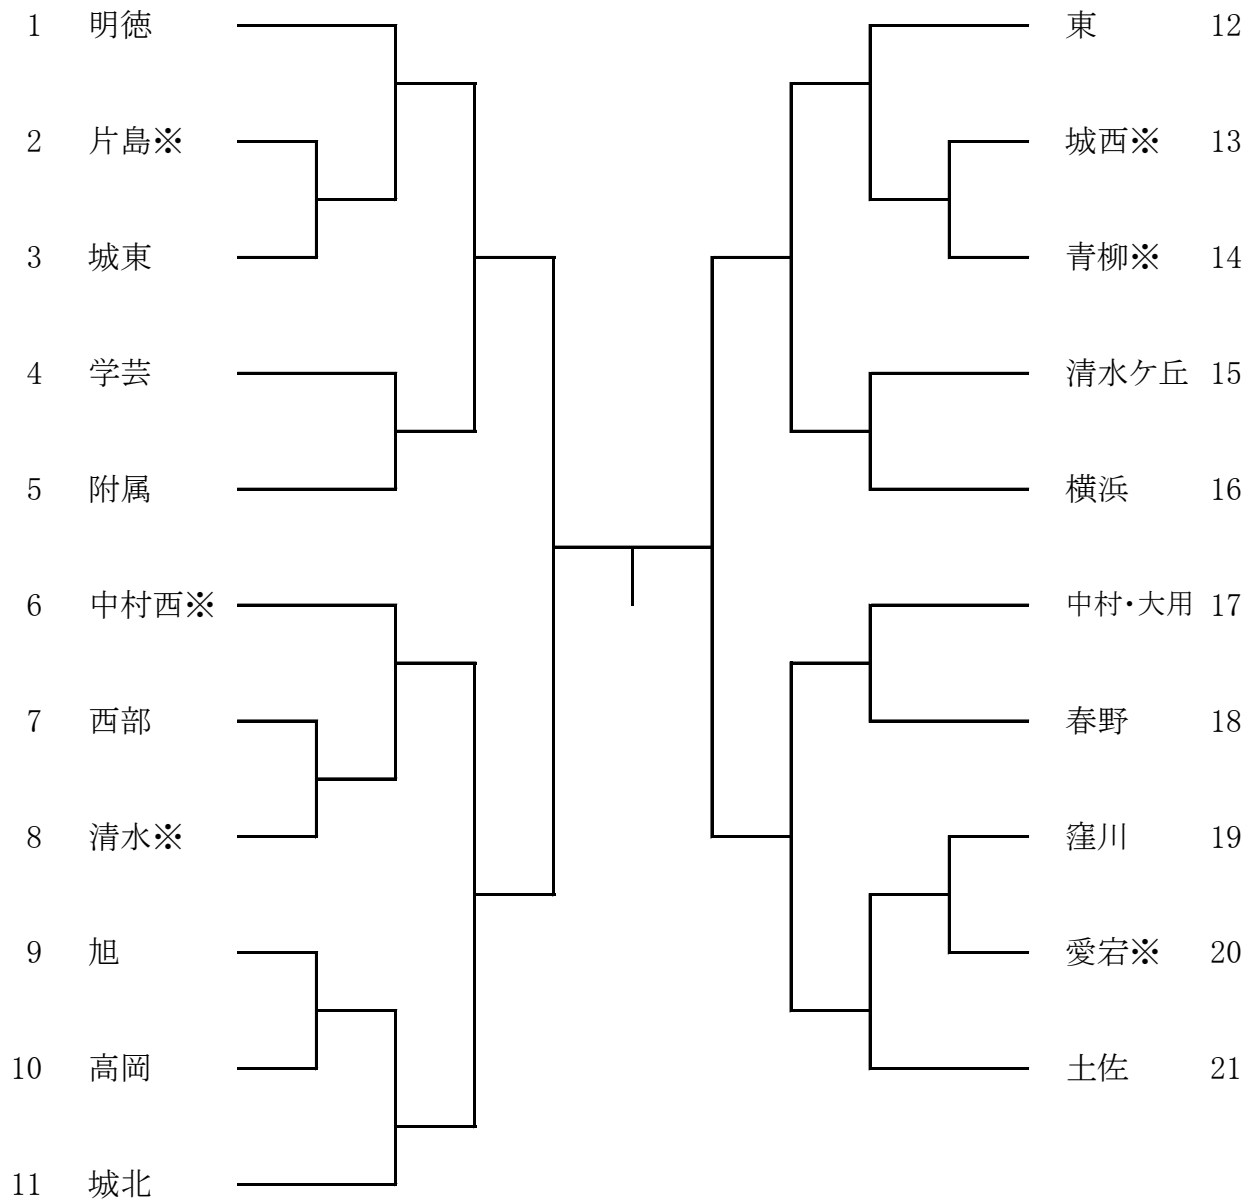 1 明徳
2 片島※
3 城東
4 学芸
5 附属
6 中村西※
7 西部
8 清水※
9 旭
10 高岡
11 城北
東 12
城西※ 13
青柳※ 14
清水ケ丘 15
横浜 16
中村・大用 17
春野 18
窪川 19
愛宕※ 20
土佐 21